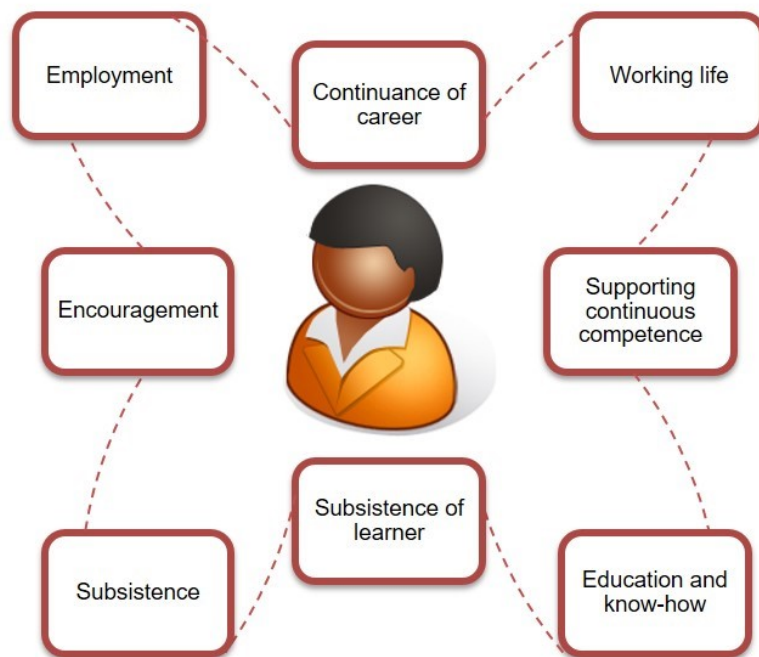 Employment
Continuance of
career
Working life
Encouragement
Supporting
continuous
competence
Subsistence of
learner
Subsistence
Education and
know-how